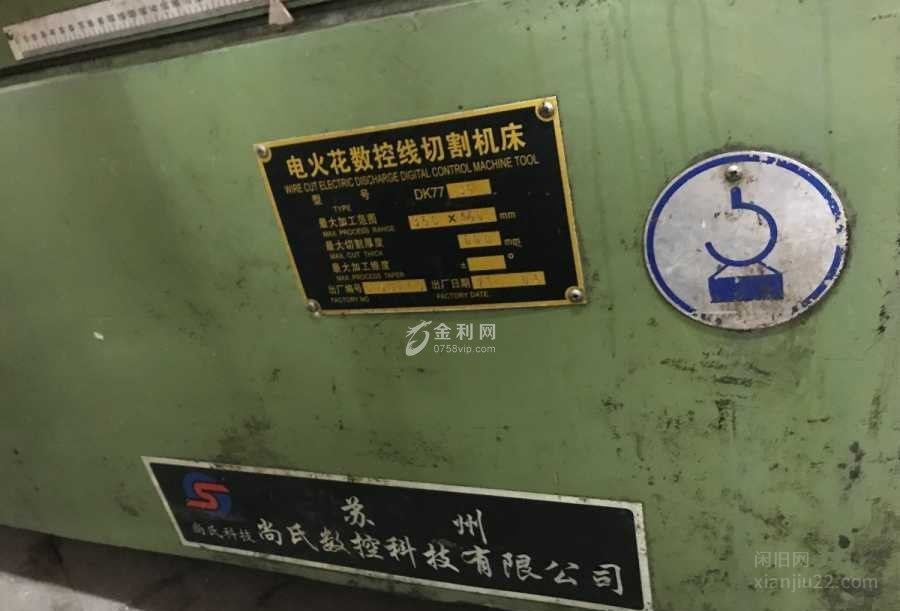 电火花数控线切割机床
WIRE CUT ELECTRIC DISCHARGE DIGITAL CONTROL MACHINE TOOL
型 号 DK77
TYPE
最大加工范围 × mm
MAX. PROCESS RANGE
最大切割厚度 mm
MAX. CUT THICK
最大加工锥度 ± °
MAX. PROCESS TAPER
出厂编号 出厂日期
FACTORY NO. FACTORY DATE.
金利网
0758vip.com
苏 州
尚氏科技 尚氏数控科技有限公司
闲旧网
xianjiu22.com